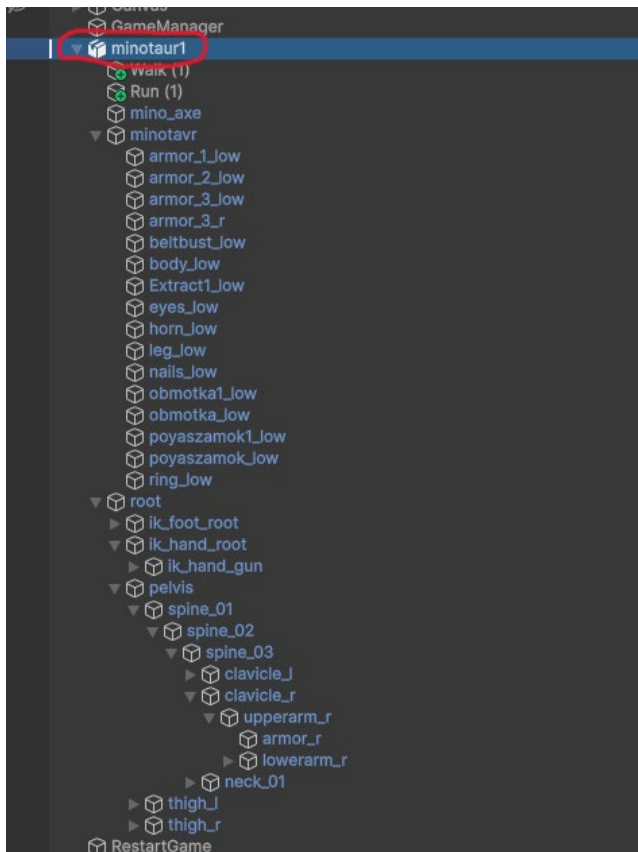 Canvas
GameManager
minotaur1
Walk (1)
Run (1)
mino_axe
minotavr
armor_1_low
armor_2_low
armor_3_low
armor_3_r
beltbust_low
body_low
Extract1_low
eyes_low
horn_low
leg_low
nails_low
obmotka1_low
obmotka_low
poyaszamok1_low
poyaszamok_low
ring_low
root
ik_foot_root
ik_hand_root
ik_hand_gun
pelvis
spine_01
spine_02
spine_03
clavicle_l
clavicle_r
upperarm_r
armor_r
lowerarm_r
neck_01
thigh_l
thigh_r
RestartGame